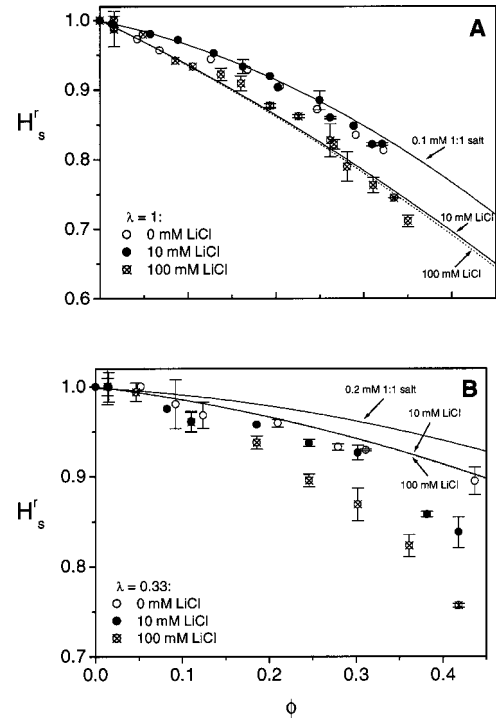 1.0
A
0.9
H_s^r
0.8
0.1 mM 1:1 salt
0.7
λ = 1:
0 mM LiCl
10 mM LiCl
100 mM LiCl
10 mM LiCl
100 mM LiCl
0.6
1.0
B
0.2 mM 1:1 salt
10 mM LiCl
0.9
100 mM LiCl
H_s^r
0.8
λ = 0.33:
0 mM LiCl
10 mM LiCl
100 mM LiCl
0.7
0.0 0.1 0.2 0.3 0.4
ϕ